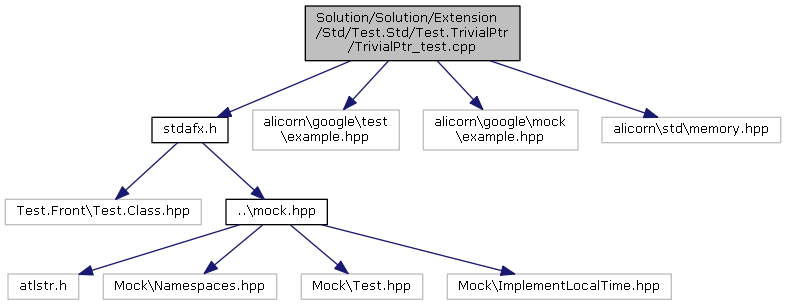 Solution/Solution/Extension
/Std/Test.Std/Test.TrivialPtr
/TrivialPtr_test.cpp
stdafx.h
alicorn\google\test
\example.hpp
alicorn\google\mock
\example.hpp
alicorn\std\memory.hpp
Test.Front\Test.Class.hpp
..\mock.hpp
atlstr.h
Mock\Namespaces.hpp
Mock\Test.hpp
Mock\ImplementLocalTime.hpp